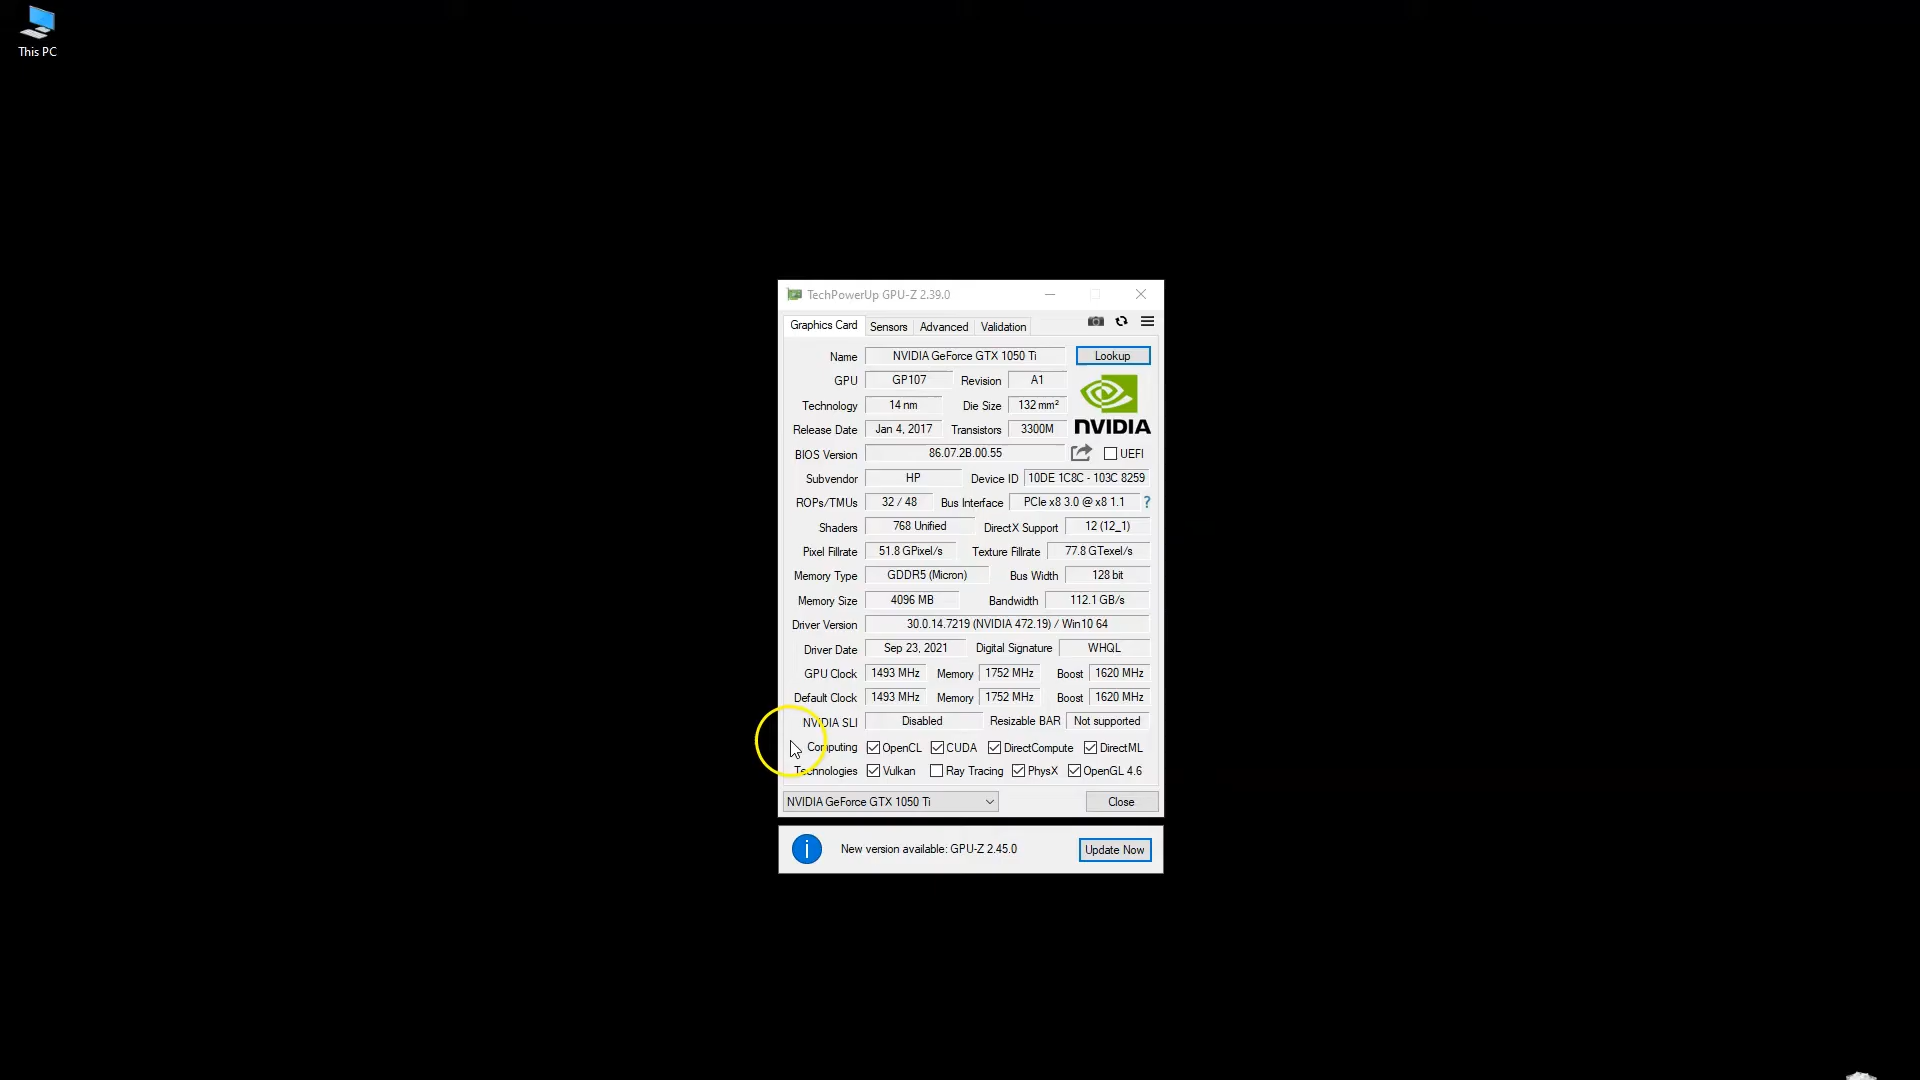 This PC
TechPowerUp GPU-Z 2.39.0
Graphics Card Sensors Advanced Validation
Name NVIDIA GeForce GTX 1050 Ti Lookup
GPU GP107 Revision A1
Technology 14 nm Die Size 132 mm²
NVIDIA
Release Date Jan 4, 2017 Transistors 3300M
BIOS Version 86.07.2B.00.55 UEFI
Subvendor HP Device ID 10DE 1C8C - 103C 8259
ROPs/TMUs 32 / 48 Bus Interface PCIe x8 3.0 @ x8 1.1 ?
Shaders 768 Unified DirectX Support 12 (12_1)
Pixel Fillrate 51.8 GPixel/s Texture Fillrate 77.8 GTexel/s
Memory Type GDDR5 (Micron) Bus Width 128 bit
Memory Size 4096 MB Bandwidth 112.1 GB/s
Driver Version 30.0.14.7219 (NVIDIA 472.19) / Win10 64
Driver Date Sep 23, 2021 Digital Signature WHQL
GPU Clock 1493 MHz Memory 1752 MHz Boost 1620 MHz
Default Clock 1493 MHz Memory 1752 MHz Boost 1620 MHz
NVIDIA SLI Disabled Resizable BAR Not supported
Computing OpenCL CUDA DirectCompute DirectML
Technologies Vulkan Ray Tracing PhysX OpenGL 4.6
NVIDIA GeForce GTX 1050 Ti Close
New version available: GPU-Z 2.45.0 Update Now